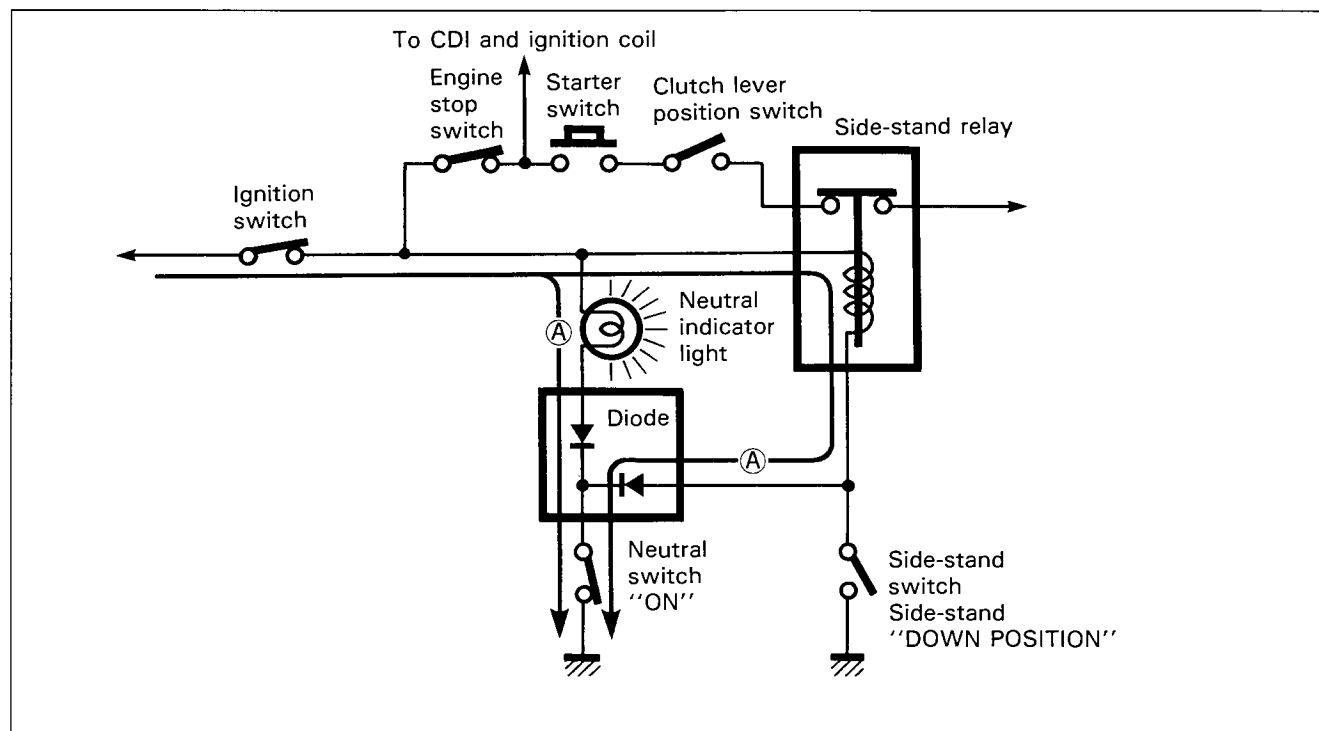 To CDI and ignition coil
Engine
stop
switch
Starter
switch
Clutch lever
position switch
Side-stand relay
Ignition
switch
Neutral
indicator
light
A
Diode
A
Neutral
switch
"ON"
Side-stand
switch
Side-stand
"DOWN POSITION"